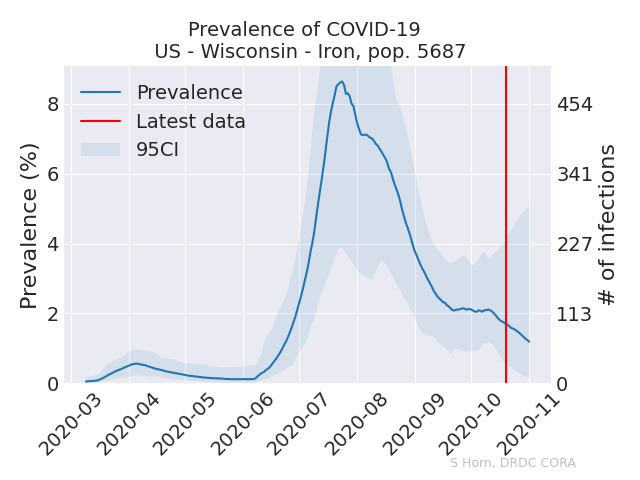 Prevalence of COVID-19
US - Wisconsin - Iron, pop. 5687
Prevalence
Latest data
95CI
Prevalence (%)
8
6
4
2
0
454
341
227
113
0
# of infections
2020-03
2020-04
2020-05
2020-06
2020-07
2020-08
2020-09
2020-10
2020-11
S Horn, DRDC CORA